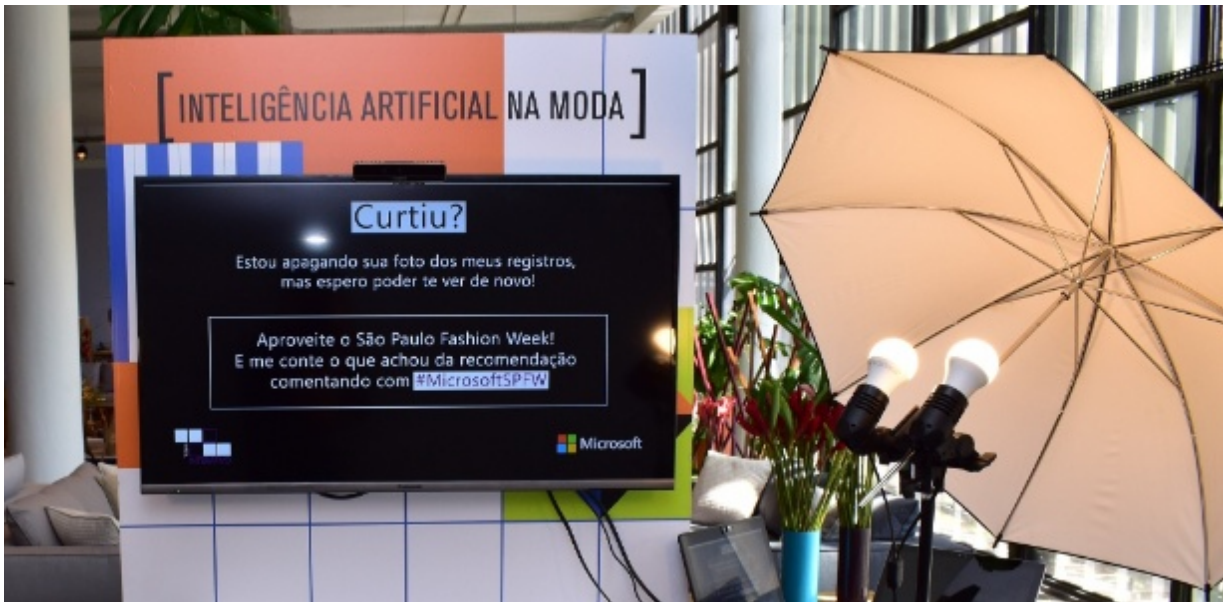 [INTELIGÊNCIA ARTIFICIAL NA MODA]
Curtiu?
Estou apagando sua foto dos meus registros,
mas espero poder te ver de novo!
Aproveite o São Paulo Fashion Week!
E me conte o que achou da recomendação
comentando com #MicrosoftSPFW
Microsoft